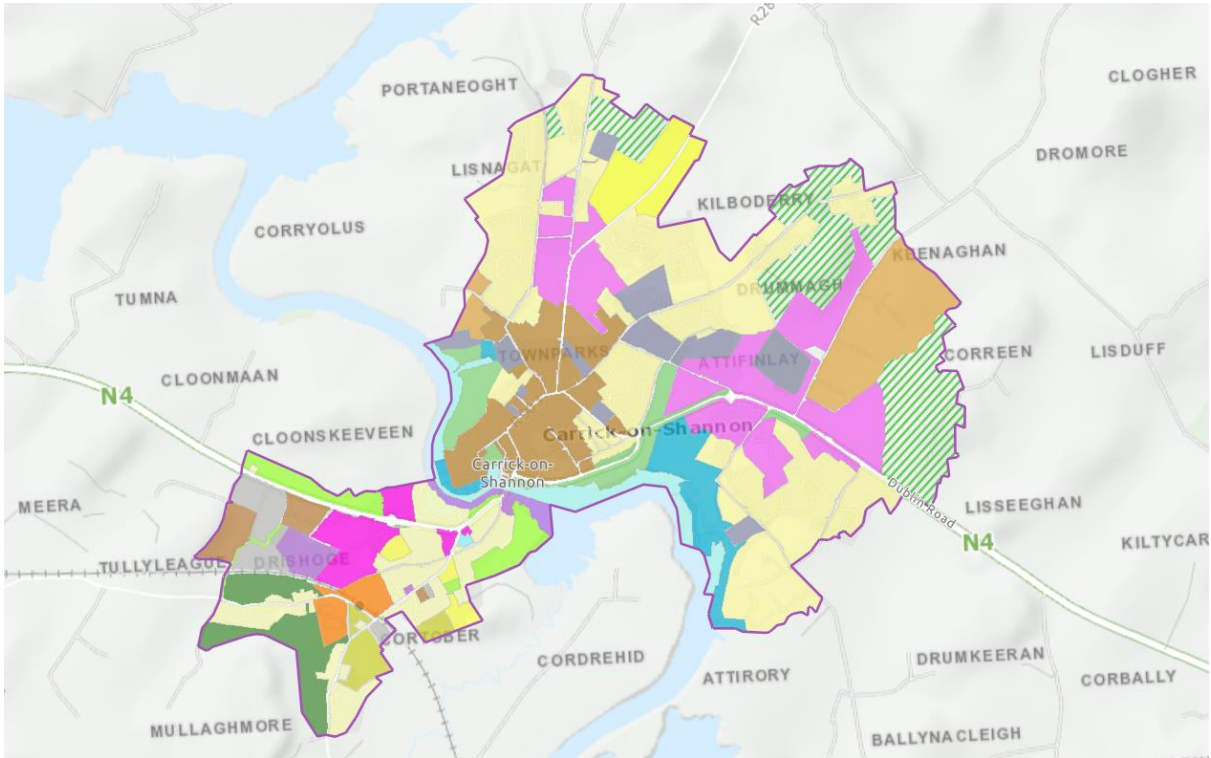 R28
PORTANEOGHT
CLOGHER
DROMORE
LISNAGAT
KILBODERRY
CORRYOLUS
KEENAGHAN
TUMNA
DRUMMAGH
TOWNPARKS
ATTIFINLAY
CORREEN
LISDUFF
CLOONMAAN
N4
Carrick-on-Shannon
CLOONSKEEVEEN
Carrick-on-
Shannon
MEERA
Dublin Road
LISSEEGHAN
N4
KILTYCAR
TULLYLEAGUE
DRISHOGE
CORTOBER
CORDREHID
DRUMKEERAN
ATTIRORY
CORBALLY
MULLAGHMORE
BALLYNACLEIGH